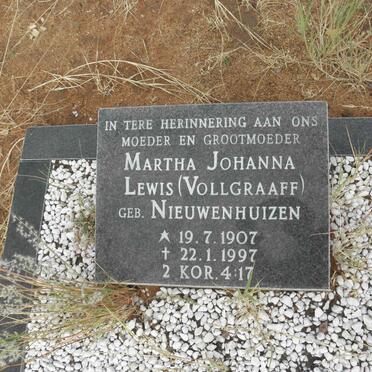 IN TERE HERINNERING AAN ONS
MOEDER EN GROOTMOEDER
MARTHA JOHANNA
LEWIS (VOLLGRAAFF)
GEB. NIEUWENHUIZEN
★ 19.7.1907
✝ 22.1.1997
2 KOR. 4:17